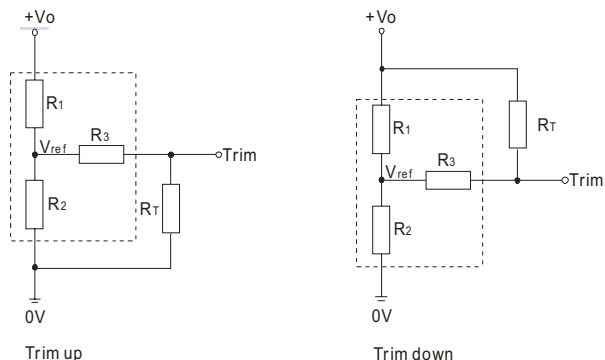 +Vo
R1
R3
Vref
Trim
R2
RT
0V
Trim up
+Vo
R1
RT
R3
Vref
Trim
R2
0V
Trim down